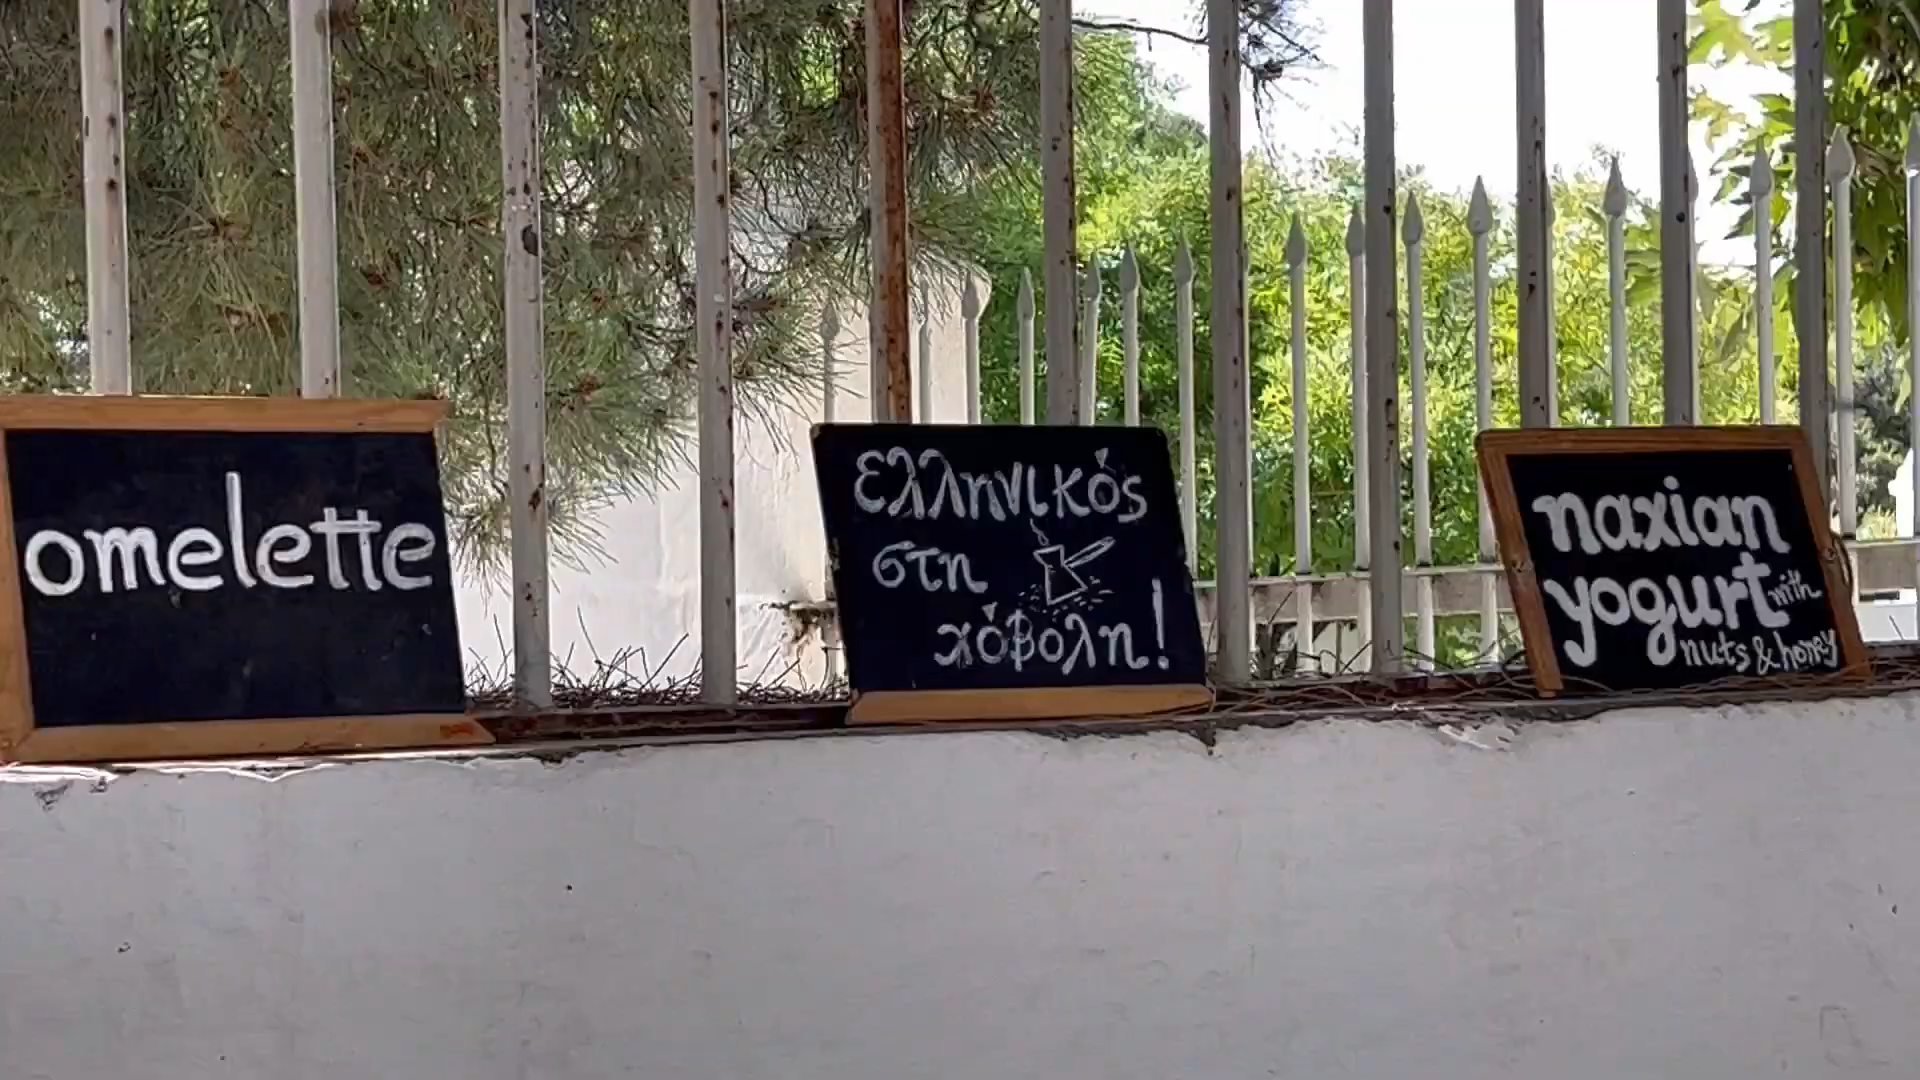 omelette
ελληνικός
στη
χόβολη!
naxian
yogurt with
nuts & honey